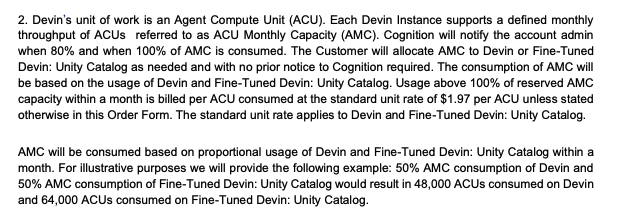 2. Devin's unit of work is an Agent Compute Unit (ACU). Each Devin Instance supports a defined monthly
throughput of ACUs referred to as ACU Monthly Capacity (AMC). Cognition will notify the account admin
when 80% and when 100% of AMC is consumed. The Customer will allocate AMC to Devin or Fine-Tuned
Devin: Unity Catalog as needed and with no prior notice to Cognition required. The consumption of AMC will
be based on the usage of Devin and Fine-Tuned Devin: Unity Catalog. Usage above 100% of reserved AMC
capacity within a month is billed per ACU consumed at the standard unit rate of $1.97 per ACU unless stated
otherwise in this Order Form. The standard unit rate applies to Devin and Fine-Tuned Devin: Unity Catalog.
AMC will be consumed based on proportional usage of Devin and Fine-Tuned Devin: Unity Catalog within a
month. For illustrative purposes we will provide the following example: 50% AMC consumption of Devin and
50% AMC consumption of Fine-Tuned Devin: Unity Catalog would result in 48,000 ACUs consumed on Devin
and 64,000 ACUs consumed on Fine-Tuned Devin: Unity Catalog.